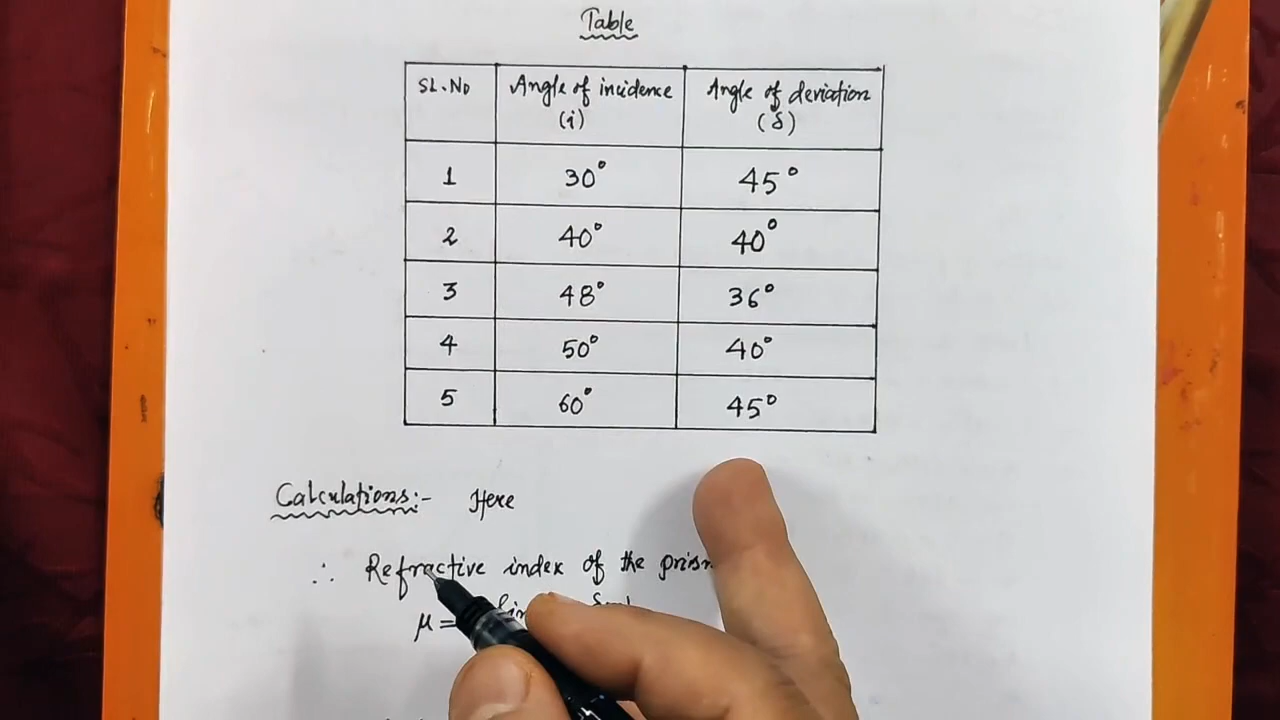 Table
SL.No Angle of incidence (i) Angle of deviation (δ)
1 30° 45°
2 40° 40°
3 48° 36°
4 50° 40°
5 60° 45°
Calculations:- Here
∴ Refractive index of the
μ =